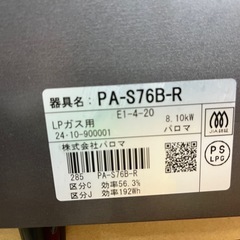 器具名: PA-S76B-R
E1-4-20
LPガス用 8.10kW
24-10-900001 パロマ
株式会社パロマ
285 PA-S76B-R
区分C 効率56.3%
区分J 効率192Wh
PS
LPG